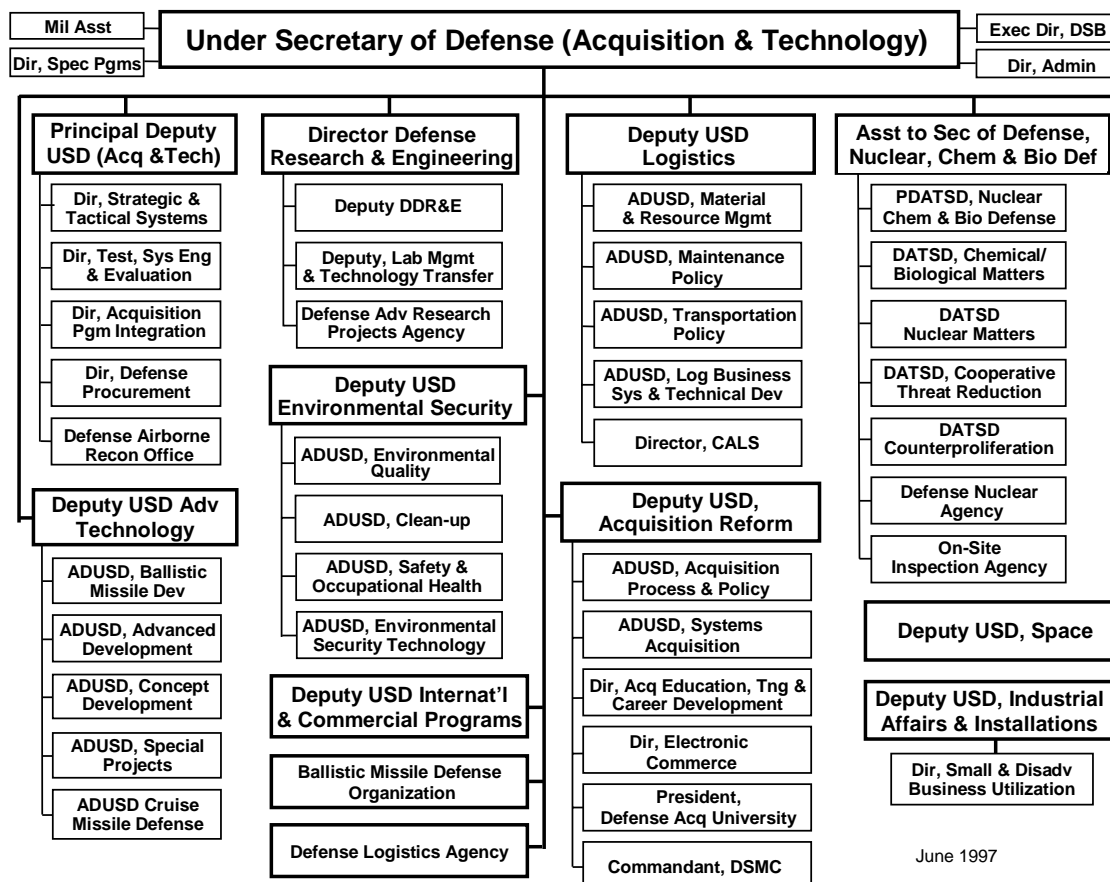 Mil Asst
Dir, Spec Pgms
Under Secretary of Defense (Acquisition & Technology)
Exec Dir, DSB
Dir, Admin
Principal Deputy
USD (Acq &Tech)
Dir, Strategic &
Tactical Systems
Dir, Test, Sys Eng
& Evaluation
Dir, Acquisition
Pgm Integration
Dir, Defense
Procurement
Defense Airborne
Recon Office
Deputy USD Adv
Technology
ADUSD, Ballistic
Missile Dev
ADUSD, Advanced
Development
ADUSD, Concept
Development
ADUSD, Special
Projects
ADUSD Cruise
Missile Defense
Director Defense
Research & Engineering
Deputy DDR&E
Deputy, Lab Mgmt
& Technology Transfer
Defense Adv Research
Projects Agency
Deputy USD
Environmental Security
ADUSD, Environmental
Quality
ADUSD, Clean-up
ADUSD, Safety &
Occupational Health
ADUSD, Environmental
Security Technology
Deputy USD Internat’l
& Commercial Programs
Ballistic Missile Defense
Organization
Defense Logistics Agency
Deputy USD
Logistics
ADUSD, Material
& Resource Mgmt
ADUSD, Maintenance
Policy
ADUSD, Transportation
Policy
ADUSD, Log Business
Sys & Technical Dev
Director, CALS
Deputy USD,
Acquisition Reform
ADUSD, Acquisition
Process & Policy
ADUSD, Systems
Acquisition
Dir, Acq Education, Tng &
Career Development
Dir, Electronic
Commerce
President,
Defense Acq University
Commandant, DSMC
Asst to Sec of Defense,
Nuclear, Chem & Bio Def
PDATSD, Nuclear
Chem & Bio Defense
DATSD, Chemical/
Biological Matters
DATSD
Nuclear Matters
DATSD, Cooperative
Threat Reduction
DATSD
Counterproliferation
Defense Nuclear
Agency
On-Site
Inspection Agency
Deputy USD, Space
Deputy USD, Industrial
Affairs & Installations
Dir, Small & Disadv
Business Utilization
June 1997